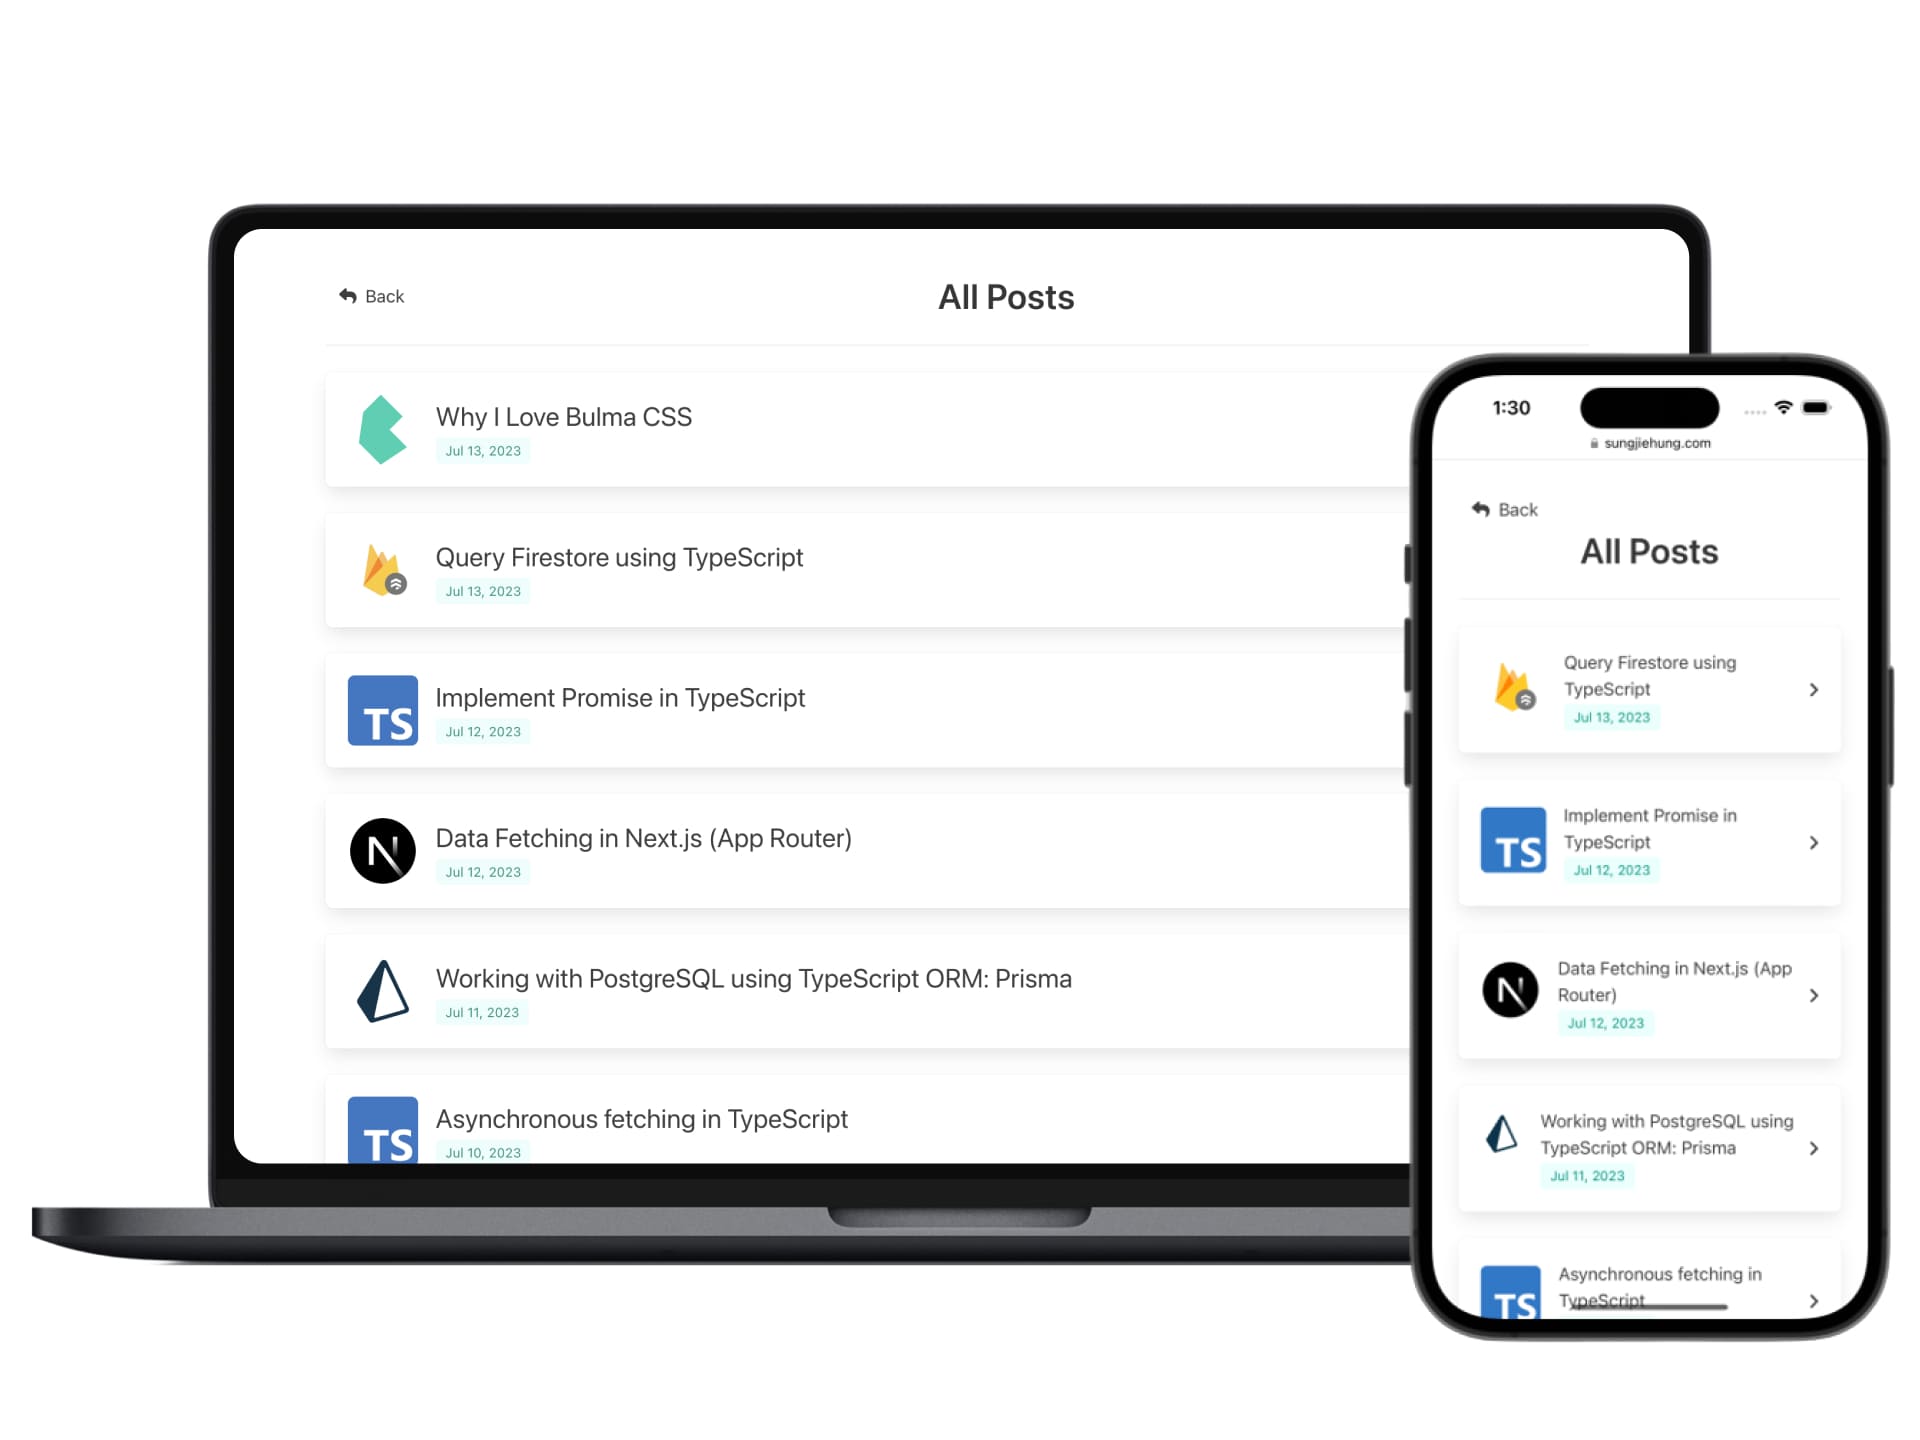 Back
All Posts
Why I Love Bulma CSS
Jul 13, 2023
Query Firestore using TypeScript
Jul 13, 2023
TS
Implement Promise in TypeScript
Jul 12, 2023
N
Data Fetching in Next.js (App Router)
Jul 12, 2023
Working with PostgreSQL using TypeScript ORM: Prisma
Jul 11, 2023
TS
Asynchronous fetching in TypeScript
Jul 10, 2023
1:30
sungjiehung.com
Back
All Posts
Query Firestore using
TypeScript
Jul 13, 2023
TS
Implement Promise in
TypeScript
Jul 12, 2023
N
Data Fetching in Next.js (App
Router)
Jul 12, 2023
Working with PostgreSQL using
TypeScript ORM: Prisma
Jul 11, 2023
TS
Asynchronous fetching in
TypeScript